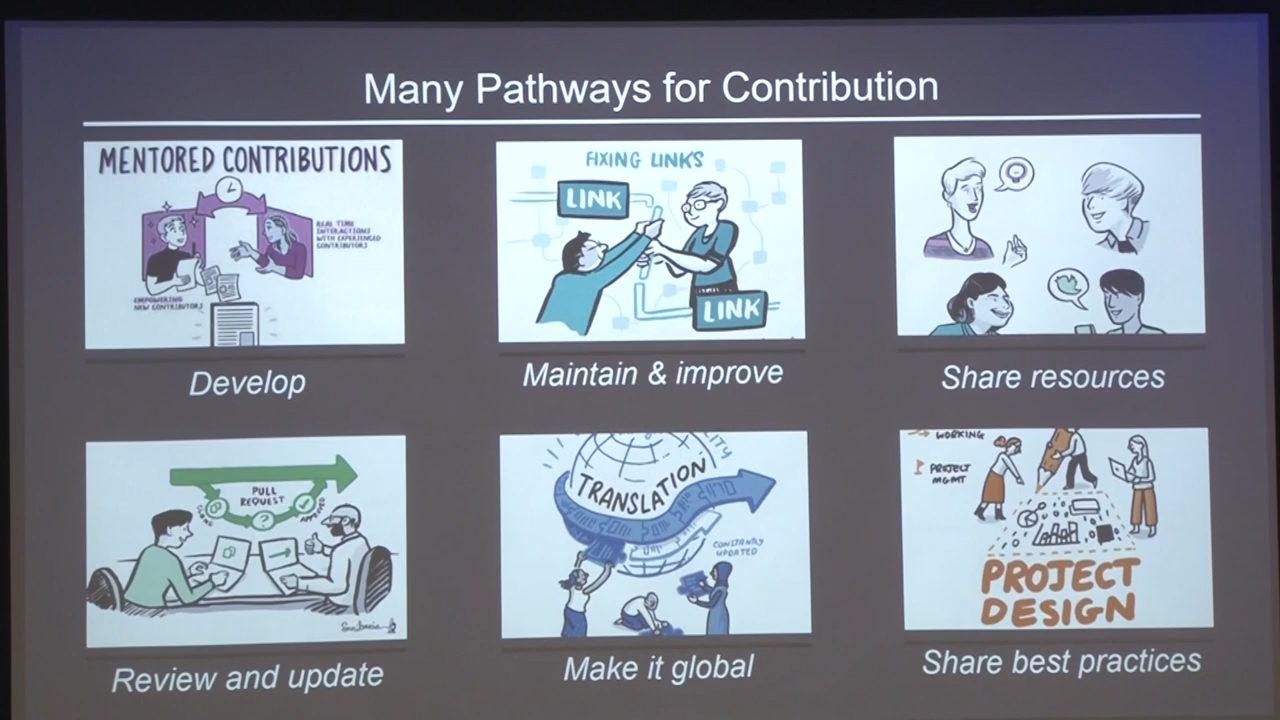 Many Pathways for Contribution
MENTORED CONTRIBUTIONS
REAL TIME
INTERACTIONS
WITH EXPERIENCED
CONTRIBUTORS
EMPOWERING
NEW CONTRIBUTORS
Develop
FIXING LINKS
LINK
LINK
Maintain & improve
Share resources
PULL
REQUEST
CLONE
Review and update
TRANSLATION
CONSTANTLY
UPDATED
Make it global
WORKING
PROJECT
MGMT
PROJECT
DESIGN
Share best practices